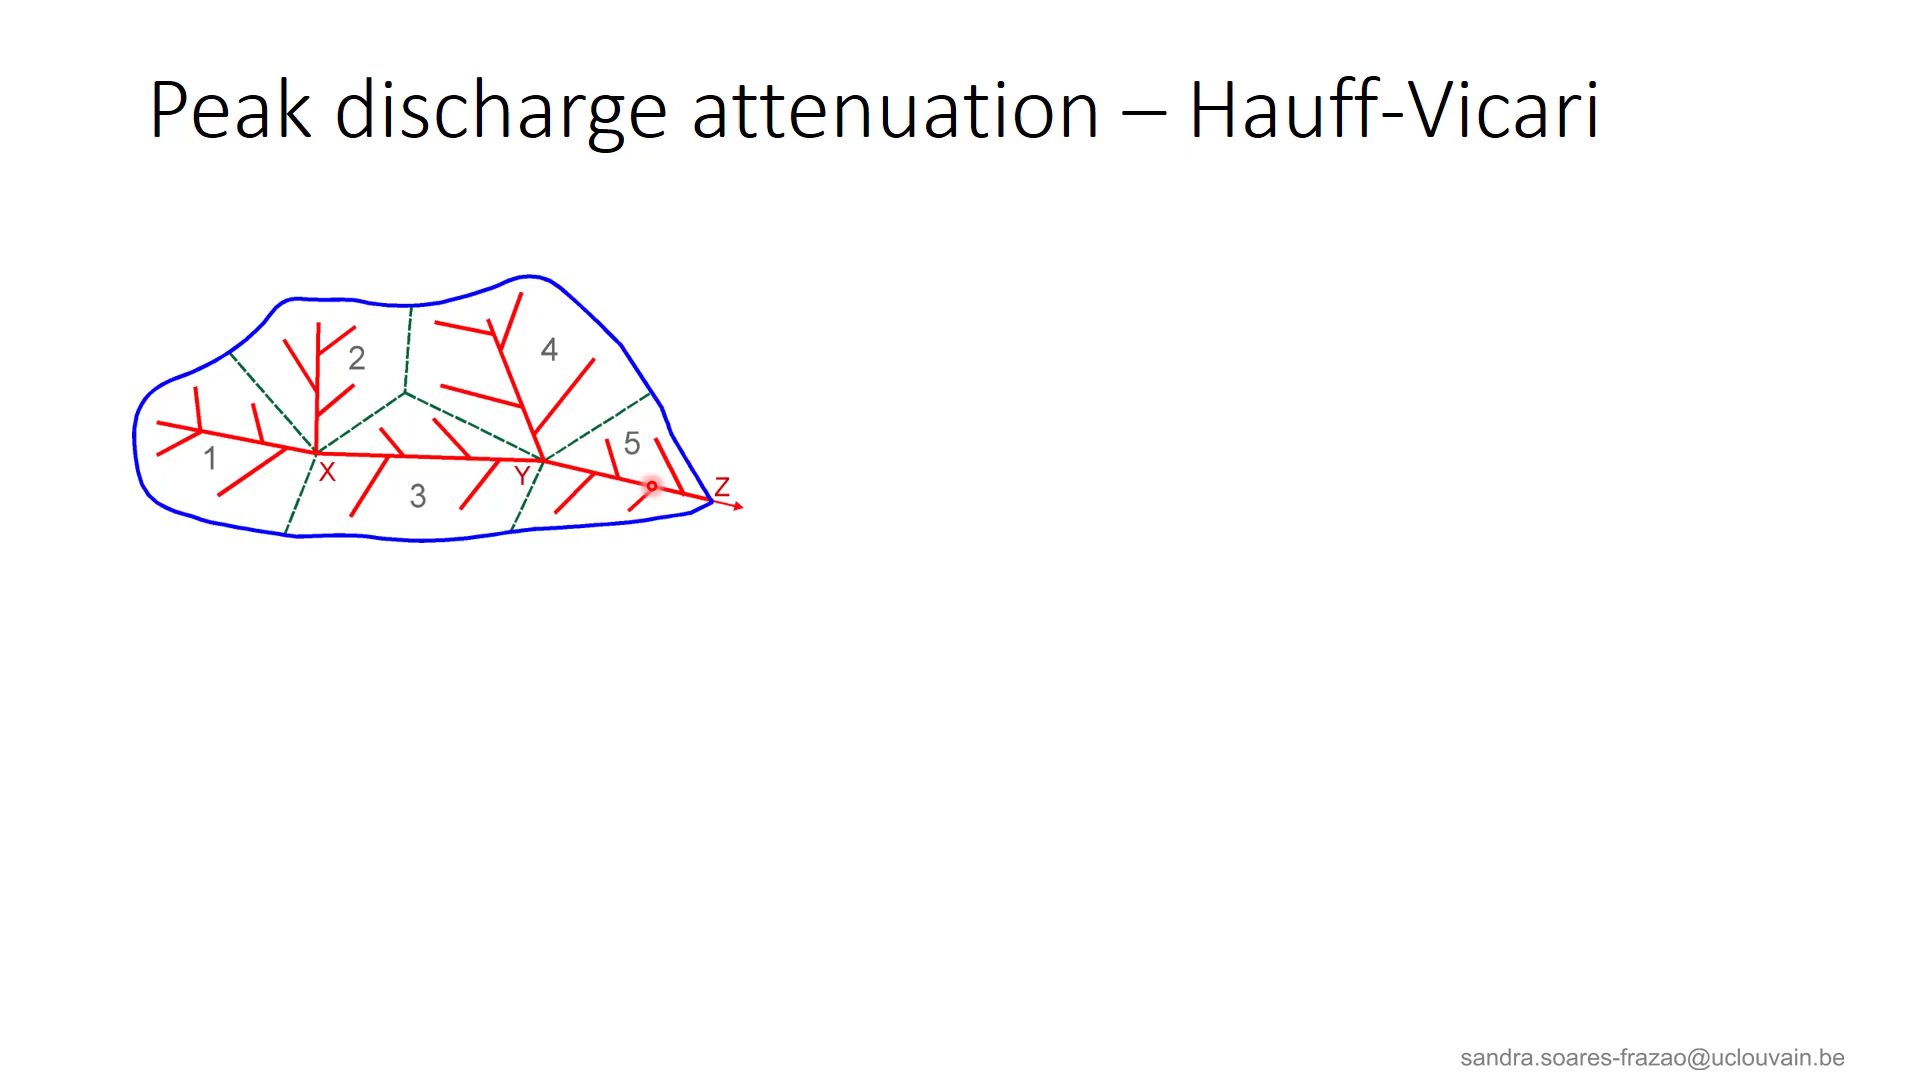 Peak discharge attenuation – Hauff-Vicari
2
4
1
X
3
Y
5
Z
sandra.soares-frazao@uclouvain.be